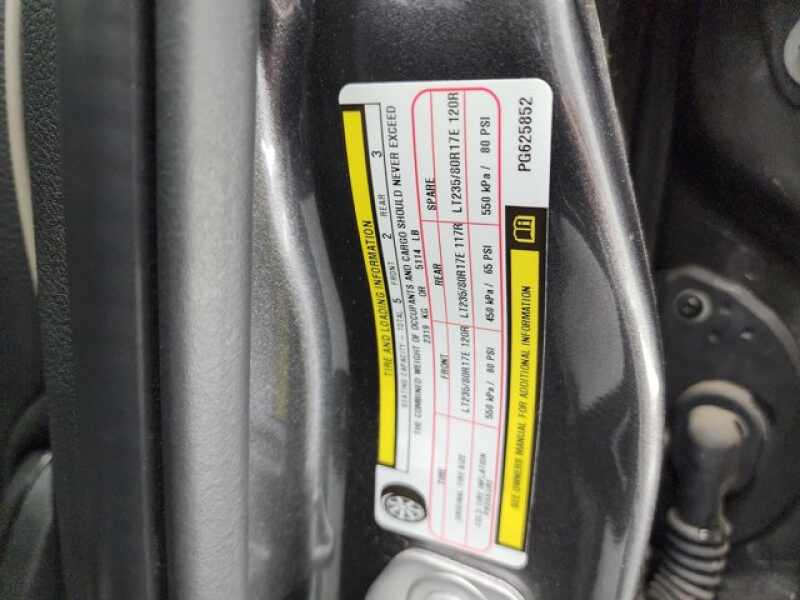 TIRE AND LOADING INFORMATION
SEATING CAPACITY - TOTAL 5 FRONT 2 REAR 3
THE COMBINED WEIGHT OF OCCUPANTS AND CARGO SHOULD NEVER EXCEED
2319 KG OR 5114 LB
TIRE FRONT REAR SPARE
ORIGINAL TIRE SIZE LT235/80R17E 120R LT235/80R17E 117R LT235/80R17E 120R
COLD TIRE INFLATION PRESSURE 550 kPa / 80 PSI 450 kPa / 65 PSI 550 kPa / 80 PSI
SEE OWNERS MANUAL FOR ADDITIONAL INFORMATION
PG625852